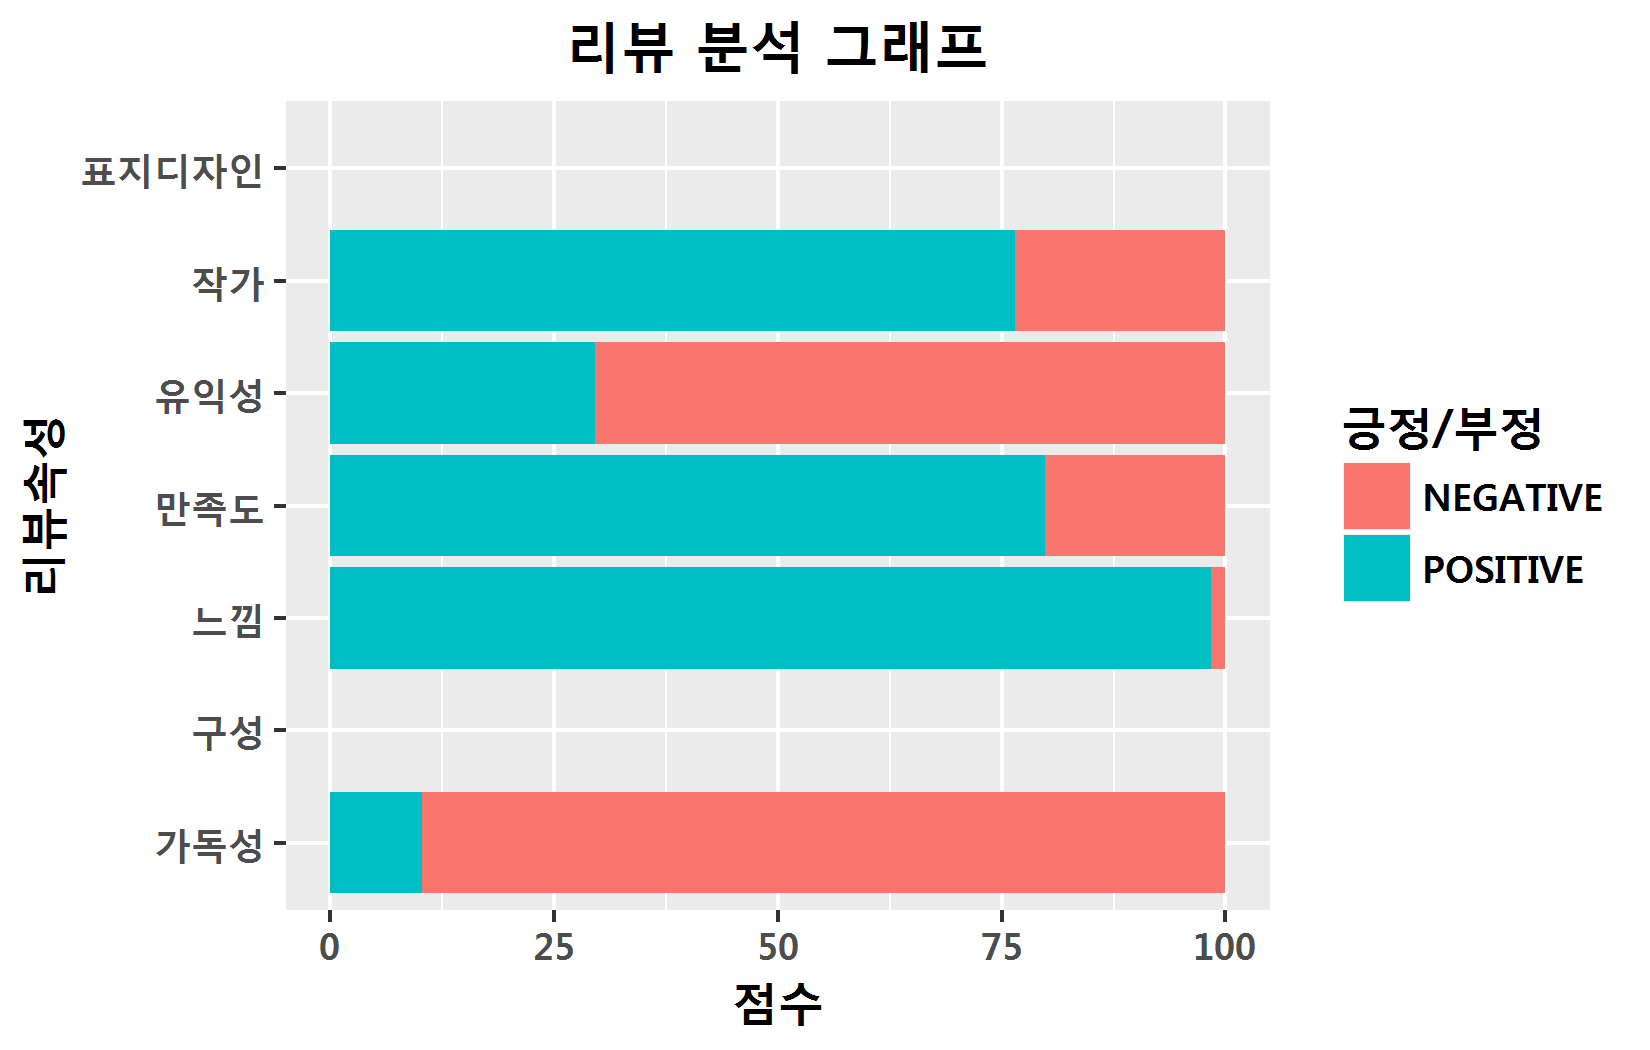 리뷰 분석 그래프
리뷰속성
표지디자인
작가
유익성
만족도
느낌
구성
가독성
0 25 50 75 100
점수
긍정/부정
NEGATIVE
POSITIVE